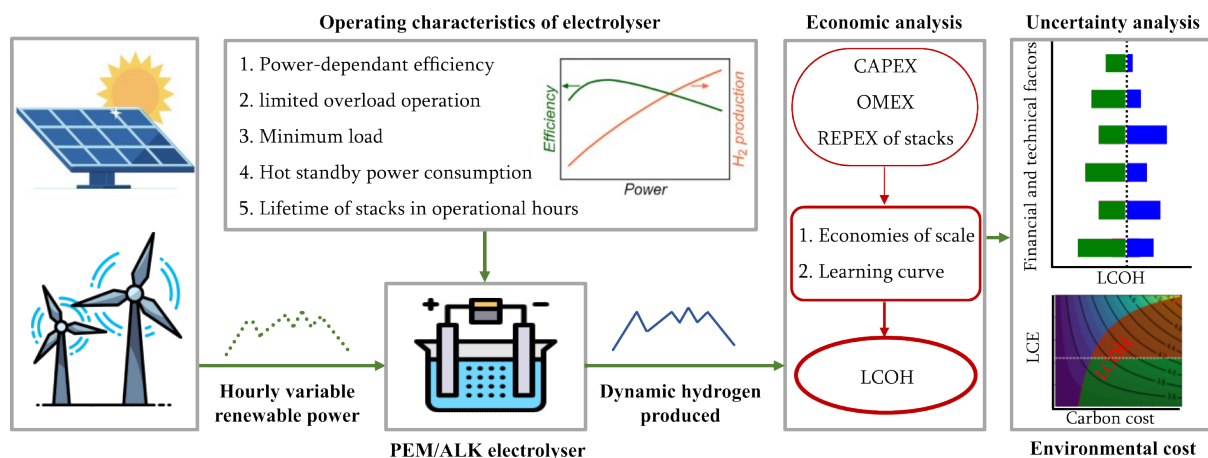 Operating characteristics of electrolyser
1. Power-dependant efficiency
2. limited overload operation
3. Minimum load
4. Hot standby power consumption
5. Lifetime of stacks in operational hours
Efficiency
H₂ production
Power
Hourly variable
renewable power
+ −
PEM/ALK electrolyser
Dynamic hydrogen
produced
Economic analysis
CAPEX
OMEX
REPEX of stacks
1. Economies of scale
2. Learning curve
LCOH
Uncertainty analysis
Financial and technical factors
LCOH
LCE
LCOH
Carbon cost
Environmental cost